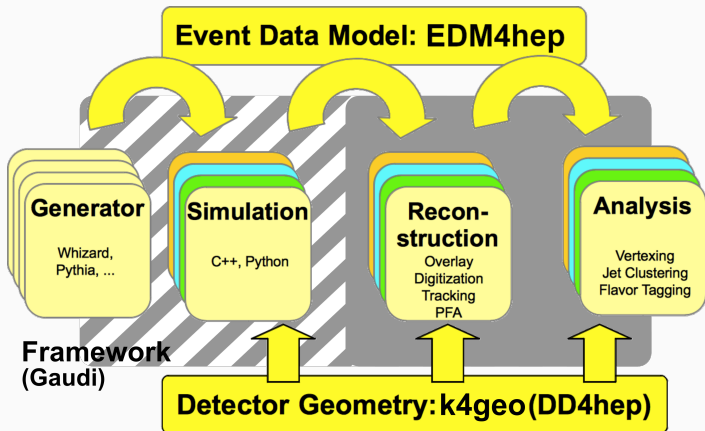 Event Data Model: EDM4hep
Generator
Whizard,
Pythia, ...
Simulation
C++, Python
Recon-
struction
Overlay
Digitization
Tracking
PFA
Analysis
Vertexing
Jet Clustering
Flavor Tagging
Framework
(Gaudi)
Detector Geometry: k4geo (DD4hep)